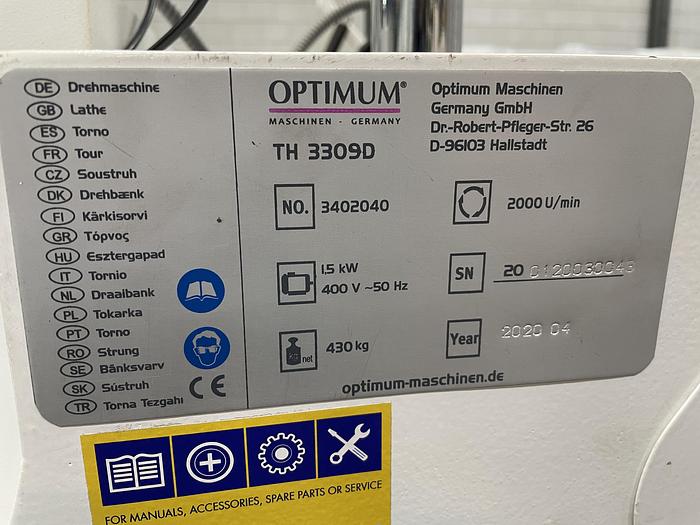 DE Drehmaschine
GB Lathe
ES Torno
FR Tour
CZ Soustruh
DK Drehbænk
FI Kärkisorvi
GR Τόρνος
HU Esztergapad
IT Tornio
NL Draaibank
PL Tokarka
PT Torno
RO Strung
SE Bänksvarv
SK Sústruh
TR Torna Tezgahı
CE
OPTIMUM®
MASCHINEN - GERMANY
TH 3309D
Optimum Maschinen
Germany GmbH
Dr.-Robert-Pfleger-Str. 26
D-96103 Hallstadt
NO. 3402040
2000 U/min
1,5 kW
400 V ~50 Hz
SN 20 0120030043
kg net 430 kg
Year 2020 04
optimum-maschinen.de
FOR MANUALS, ACCESSORIES, SPARE PARTS OR SERVICE